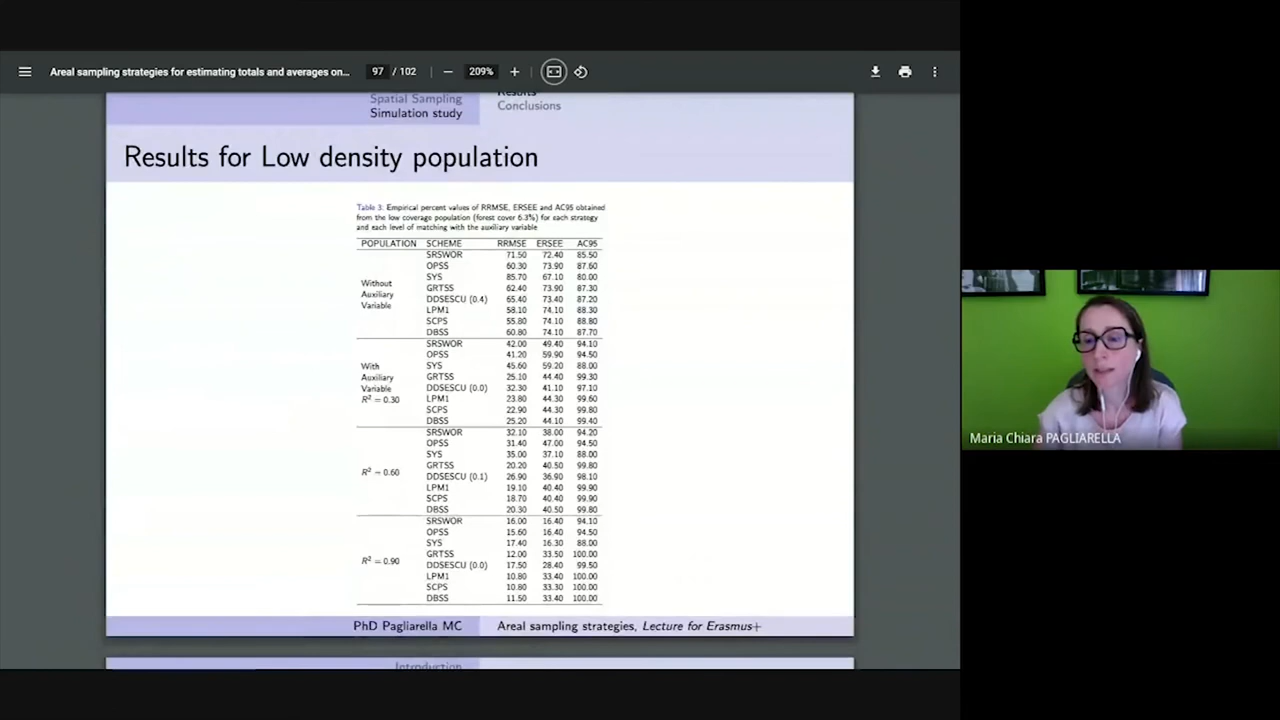 Areal sampling strategies for estimating totals and averages on... 97 / 102 209%
Spatial Sampling Results
Simulation study Conclusions
Results for Low density population
Table 3: Empirical percent values of RRMSE, ERSEE and AC95 obtained
from the low coverage population (forest cover 6.3%) for each strategy
and each level of matching with the auxiliary variable
POPULATION SCHEME RRMSE ERSEE AC95
Without Auxiliary Variable
SRSWOR 71.50 72.40 85.50
OPSS 60.30 73.90 87.60
SYS 85.70 67.10 80.00
GRTSS 62.40 73.90 87.30
DDSESCU (0.4) 65.40 73.40 87.20
LPM1 58.10 74.10 88.30
SCPS 55.80 74.10 88.80
DBSS 60.80 74.10 87.70
With Auxiliary Variable R² = 0.30
SRSWOR 42.00 49.40 94.10
OPSS 41.20 59.90 94.50
SYS 45.60 59.20 88.00
GRTSS 25.10 44.40 99.30
DDSESCU (0.0) 32.30 41.10 97.10
LPM1 23.80 44.30 99.60
SCPS 22.90 44.30 99.80
DBSS 25.20 44.10 99.40
R² = 0.60
SRSWOR 32.10 38.00 94.20
OPSS 31.40 47.00 94.50
SYS 35.00 37.10 88.00
GRTSS 20.20 40.50 99.80
DDSESCU (0.1) 26.90 36.90 98.10
LPM1 19.10 40.40 99.90
SCPS 18.70 40.40 99.90
DBSS 20.30 40.50 99.80
R² = 0.90
SRSWOR 16.00 16.40 94.10
OPSS 15.60 16.40 94.50
SYS 17.40 16.30 88.00
GRTSS 12.00 33.50 100.00
DDSESCU (0.0) 17.50 28.40 99.50
LPM1 10.80 33.40 100.00
SCPS 10.80 33.30 100.00
DBSS 11.50 33.40 100.00
PhD Pagliarella MC Areal sampling strategies, Lecture for Erasmus+
Introduction
Maria Chiara PAGLIARELLA